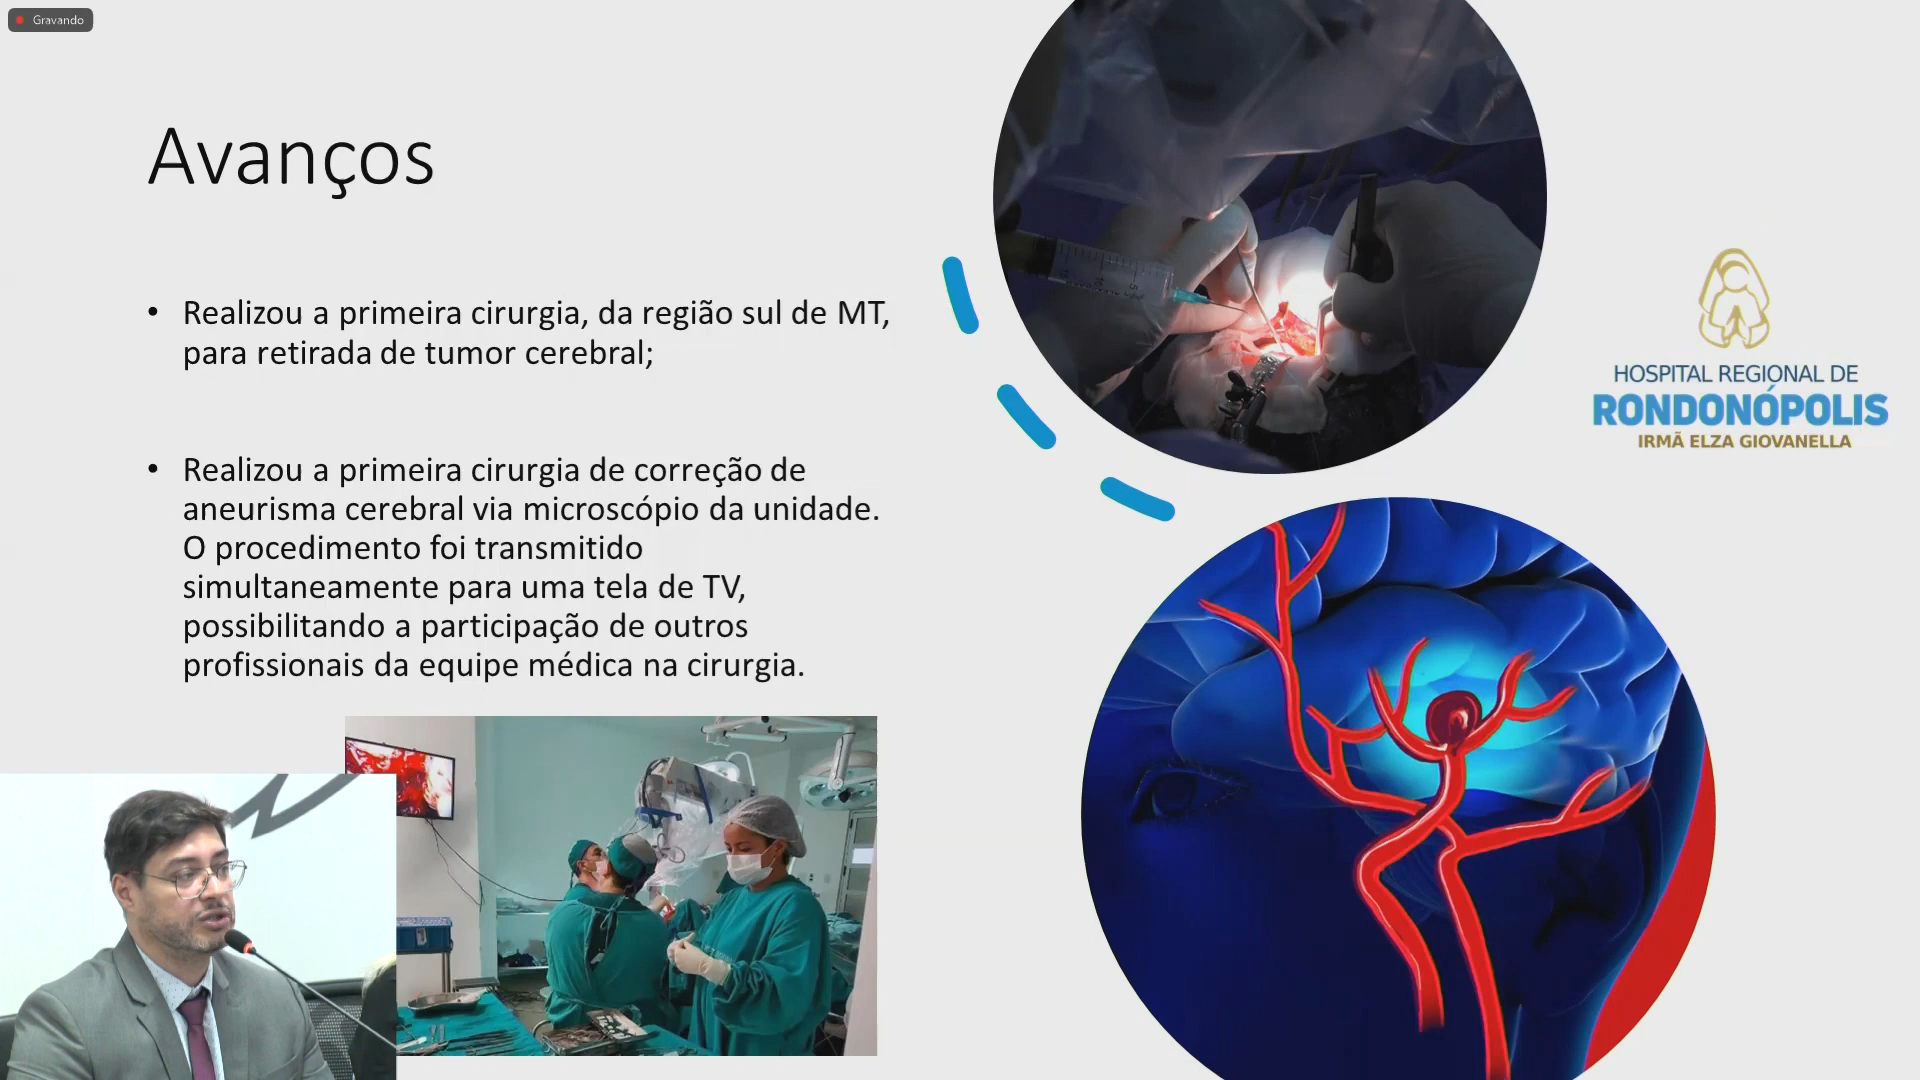 Gravando
Avanços
• Realizou a primeira cirurgia, da região sul de MT,
para retirada de tumor cerebral;
• Realizou a primeira cirurgia de correção de
aneurisma cerebral via microscópio da unidade.
O procedimento foi transmitido
simultaneamente para uma tela de TV,
possibilitando a participação de outros
profissionais da equipe médica na cirurgia.
HOSPITAL REGIONAL DE
RONDONÓPOLIS
IRMÃ ELZA GIOVANELLA